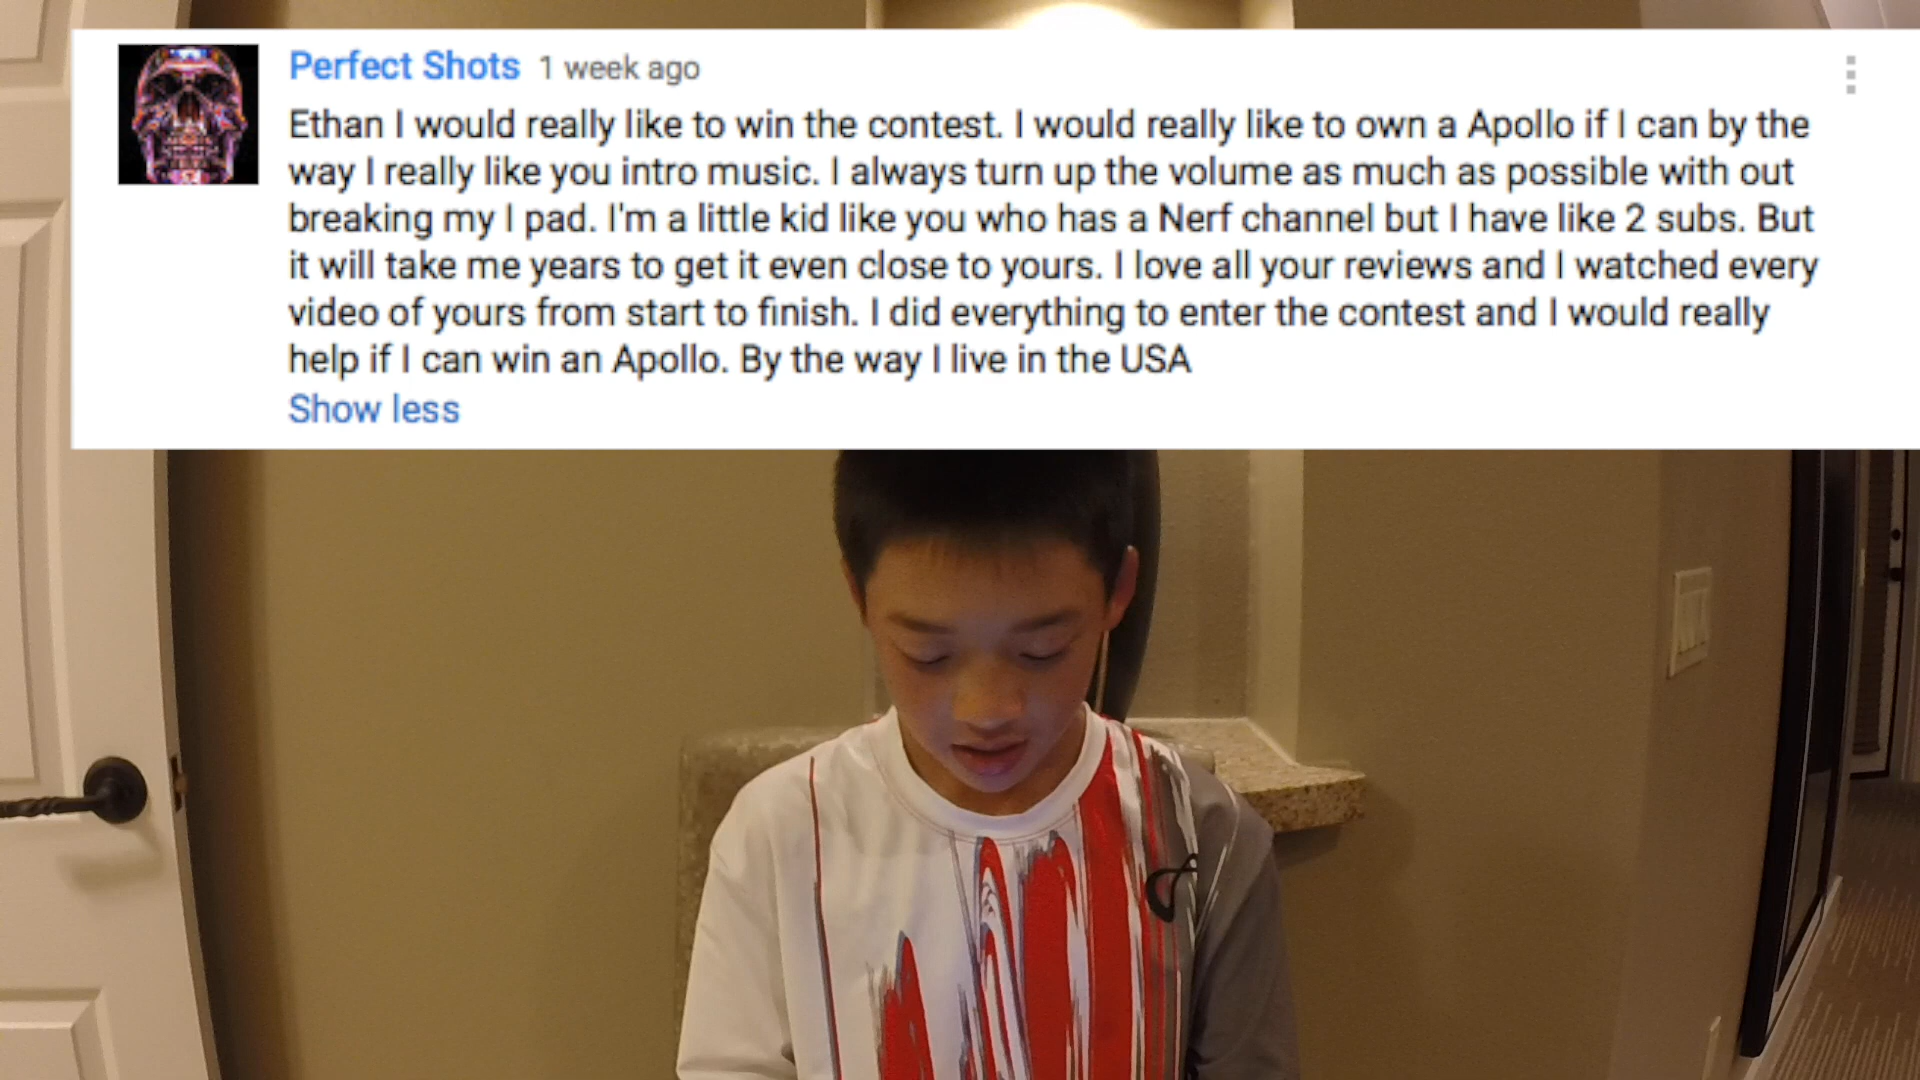 Perfect Shots 1 week ago
Ethan I would really like to win the contest. I would really like to own a Apollo if I can by the
way I really like you intro music. I always turn up the volume as much as possible with out
breaking my I pad. I'm a little kid like you who has a Nerf channel but I have like 2 subs. But
it will take me years to get it even close to yours. I love all your reviews and I watched every
video of yours from start to finish. I did everything to enter the contest and I would really
help if I can win an Apollo. By the way I live in the USA
Show less